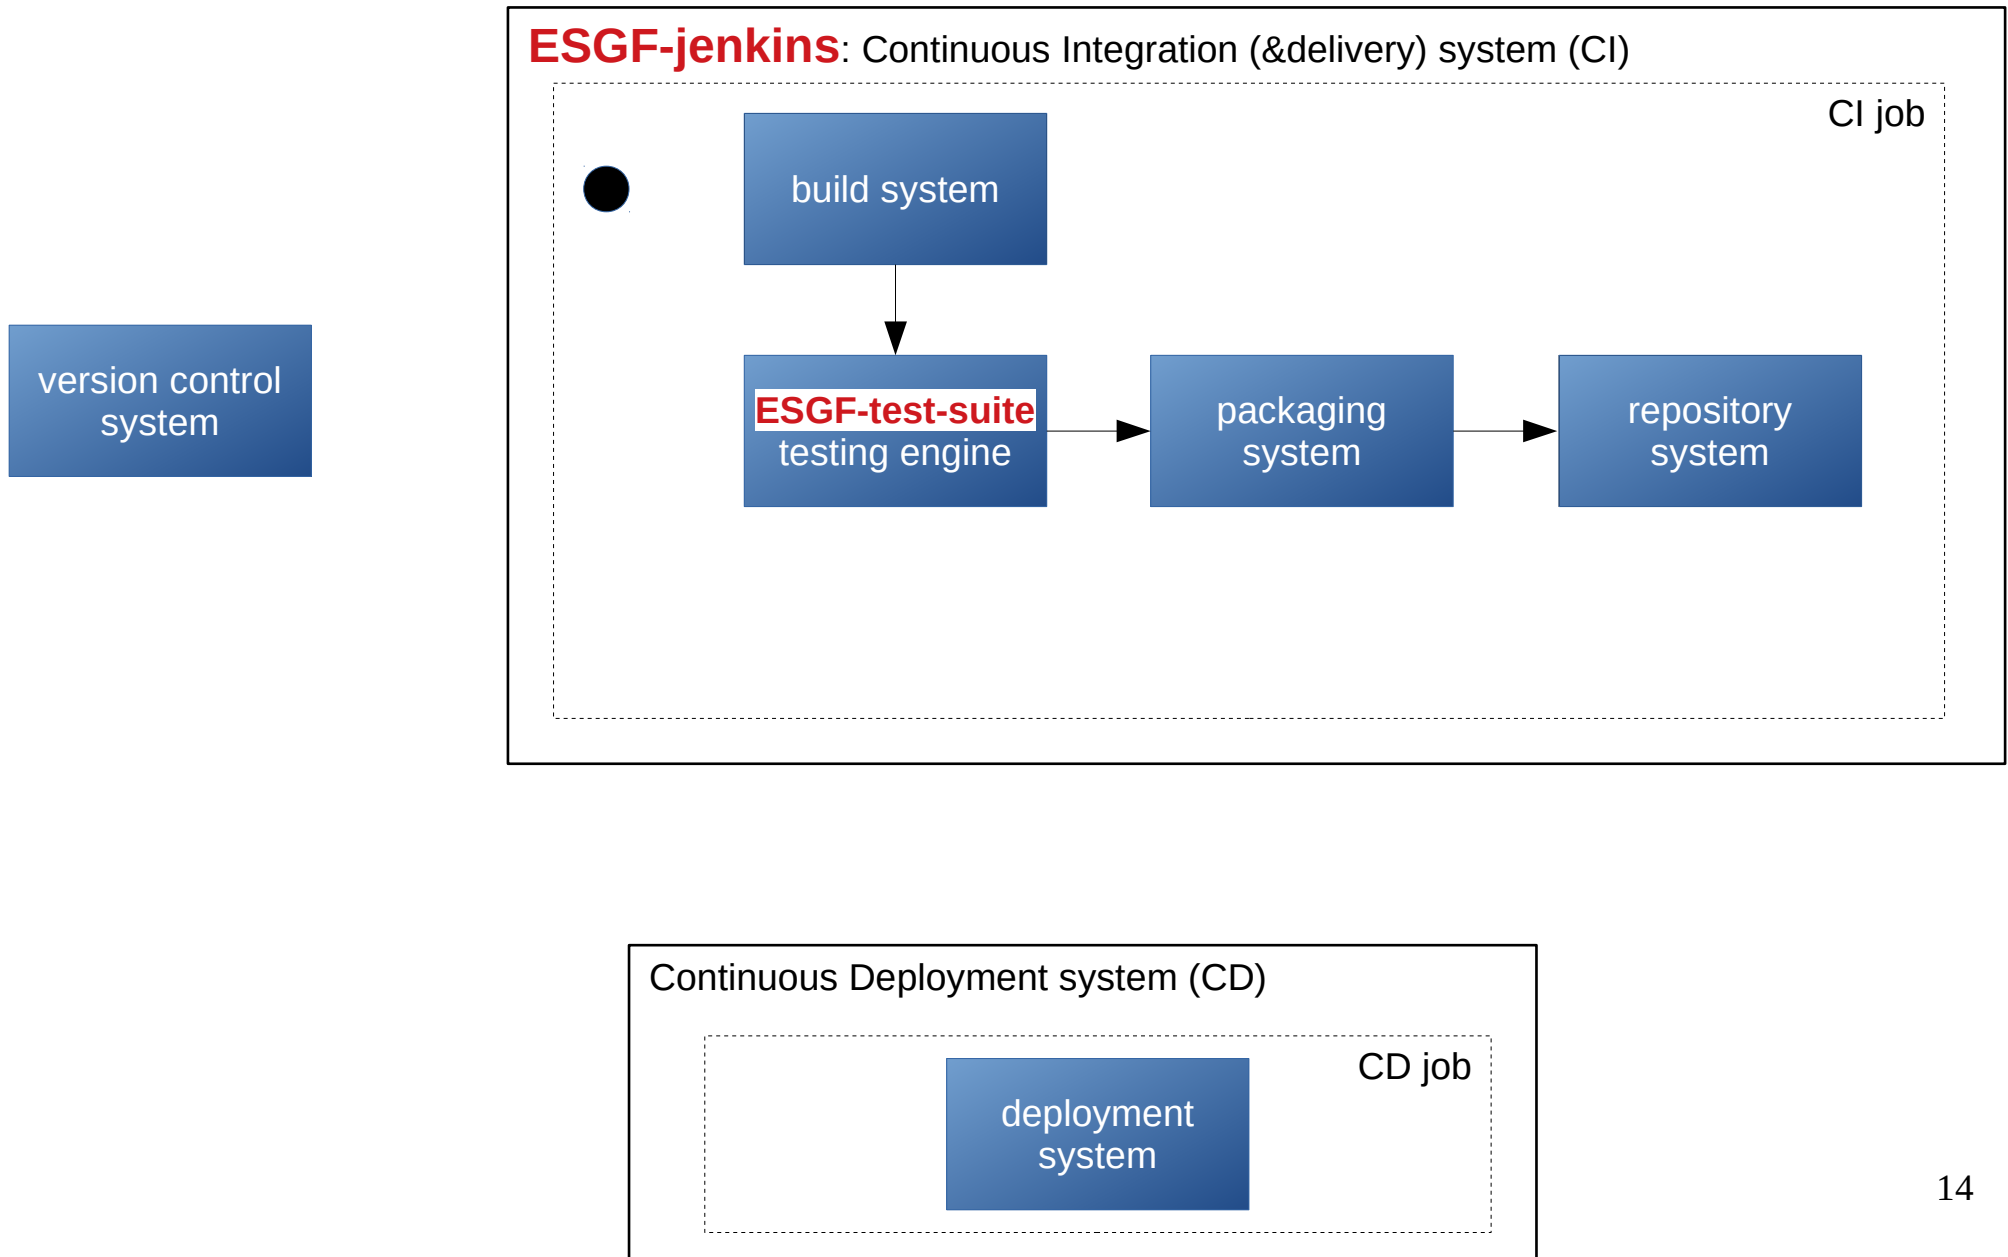 ESGF-jenkins: Continuous Integration (&delivery) system (CI)
CI job
build system
version control
system
ESGF-test-suite
testing engine
packaging
system
repository
system
Continuous Deployment system (CD)
CD job
deployment
system
14